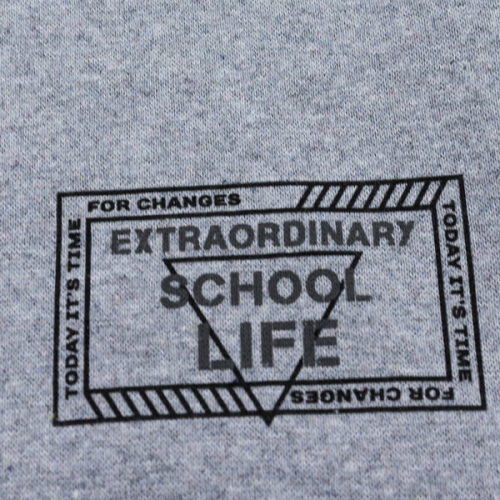 FOR CHANGES
TODAY IT'S TIME
EXTRAORDINARY
SCHOOL
LIFE
TODAY IT'S TIME
FOR CHANGES